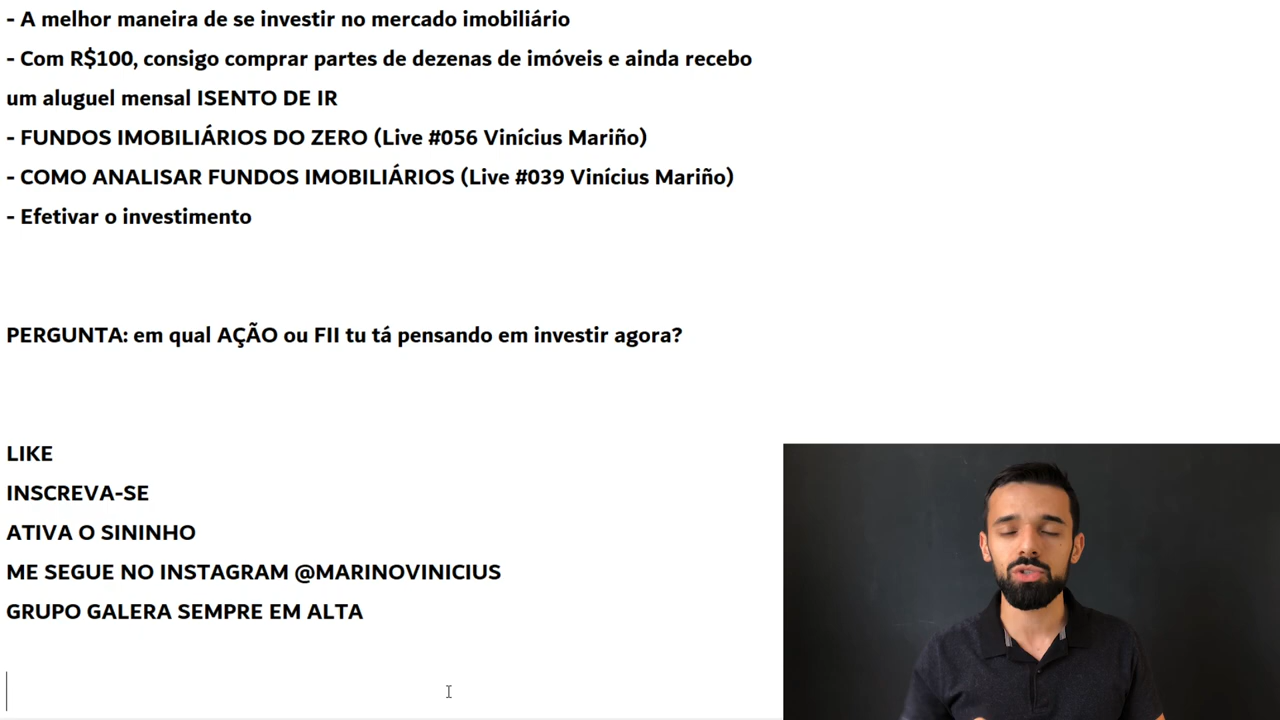 - A melhor maneira de se investir no mercado imobiliário
- Com R$100, consigo comprar partes de dezenas de imóveis e ainda recebo
um aluguel mensal ISENTO DE IR
- FUNDOS IMOBILIÁRIOS DO ZERO (Live #056 Vinícius Mariño)
- COMO ANALISAR FUNDOS IMOBILIÁRIOS (Live #039 Vinícius Mariño)
- Efetivar o investimento
PERGUNTA: em qual AÇÃO ou FII tu tá pensando em investir agora?
LIKE
INSCREVA-SE
ATIVA O SININHO
ME SEGUE NO INSTAGRAM @MARINOVINICIUS
GRUPO GALERA SEMPRE EM ALTA